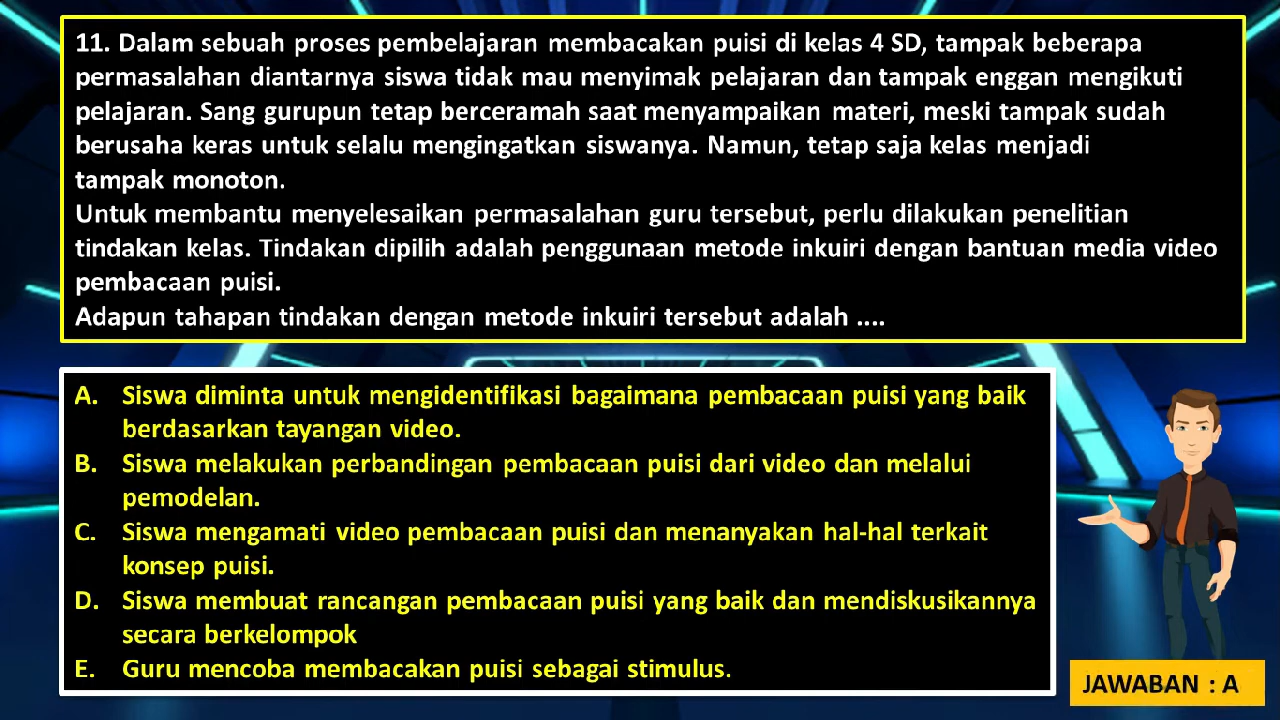 11. Dalam sebuah proses pembelajaran membacakan puisi di kelas 4 SD, tampak beberapa
permasalahan diantarnya siswa tidak mau menyimak pelajaran dan tampak enggan mengikuti
pelajaran. Sang gurupun tetap berceramah saat menyampaikan materi, meski tampak sudah
berusaha keras untuk selalu mengingatkan siswanya. Namun, tetap saja kelas menjadi
tampak monoton.
Untuk membantu menyelesaikan permasalahan guru tersebut, perlu dilakukan penelitian
tindakan kelas. Tindakan dipilih adalah penggunaan metode inkuiri dengan bantuan media video
pembacaan puisi.
Adapun tahapan tindakan dengan metode inkuiri tersebut adalah ....
A. Siswa diminta untuk mengidentifikasi bagaimana pembacaan puisi yang baik
berdasarkan tayangan video.
B. Siswa melakukan perbandingan pembacaan puisi dari video dan melalui
pemodelan.
C. Siswa mengamati video pembacaan puisi dan menanyakan hal-hal terkait
konsep puisi.
D. Siswa membuat rancangan pembacaan puisi yang baik dan mendiskusikannya
secara berkelompok
E. Guru mencoba membacakan puisi sebagai stimulus.
JAWABAN : A